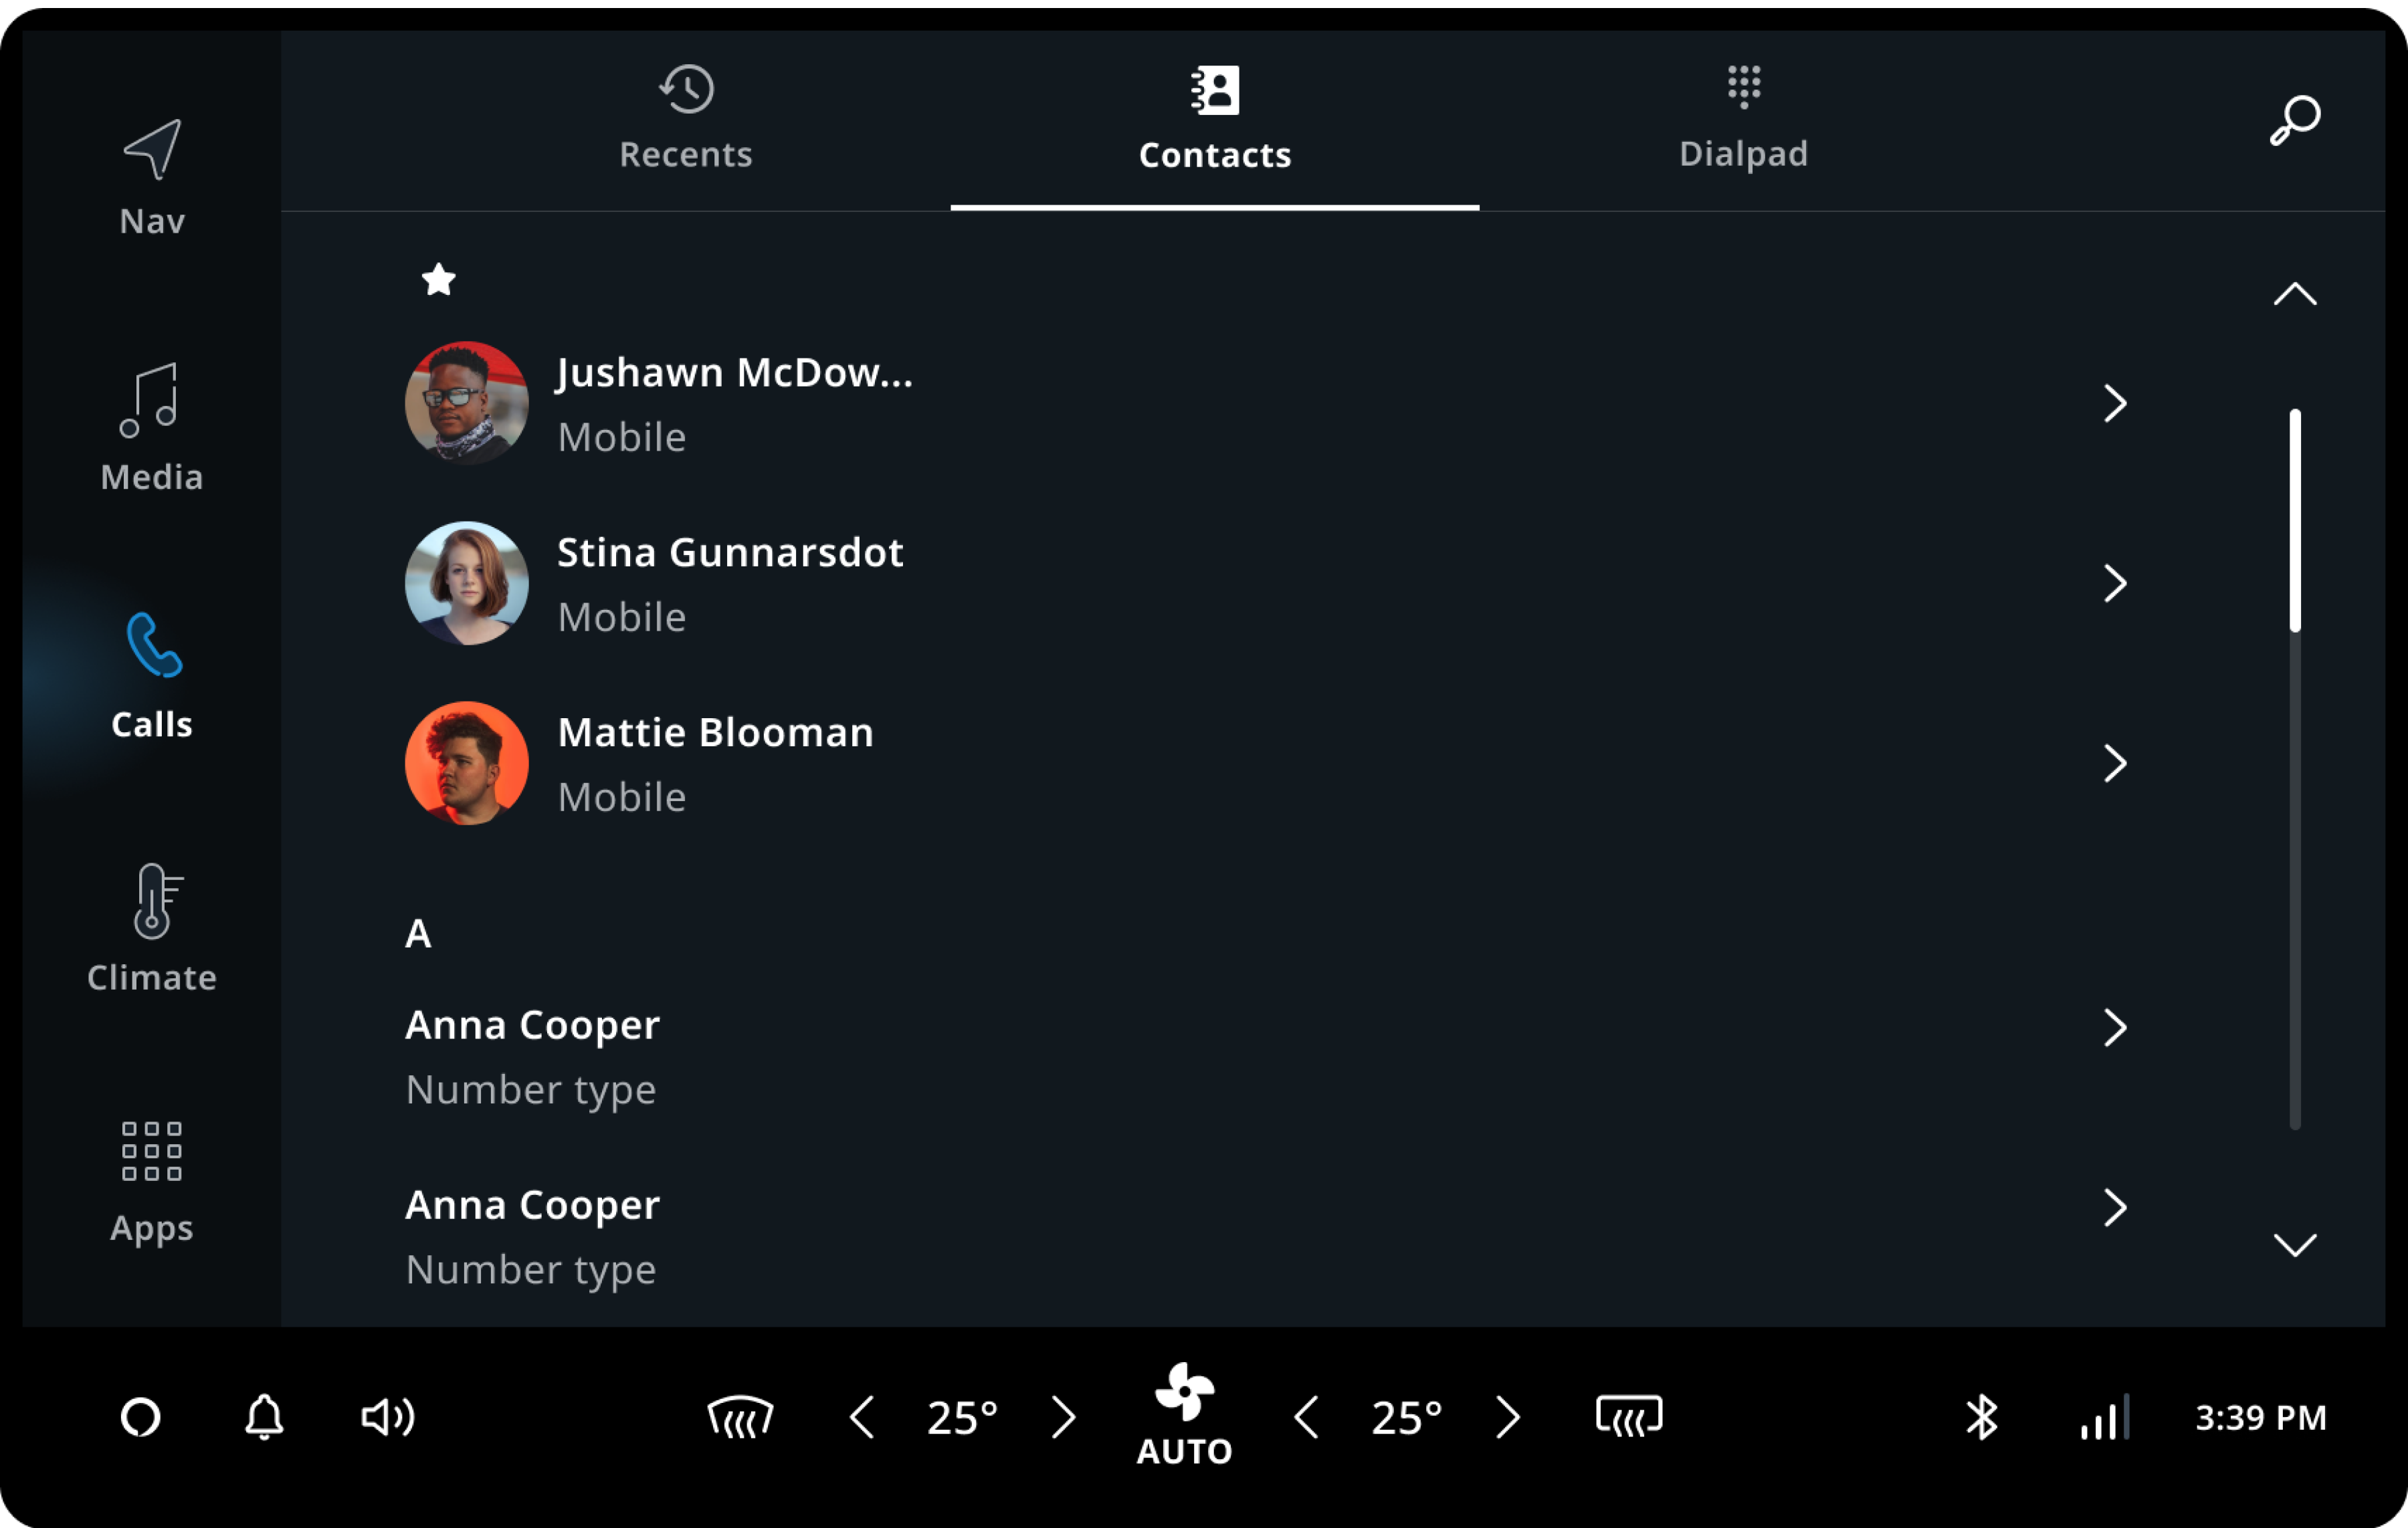 Recents
Contacts
Dialpad
Nav
Media
Calls
Climate
Apps
Jushawn McDow...
Mobile
Stina Gunnarsdot
Mobile
Mattie Blooman
Mobile
A
Anna Cooper
Number type
Anna Cooper
Number type
25°
AUTO
25°
3:39 PM